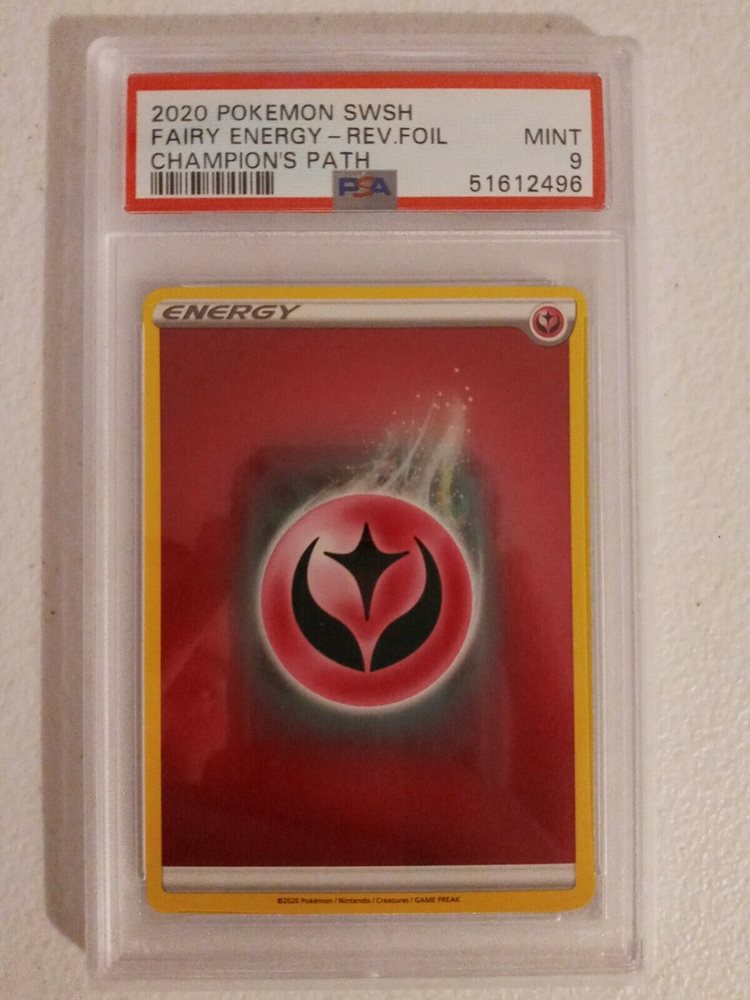 2020 POKEMON SWSH
FAIRY ENERGY - REV.FOIL MINT
CHAMPION'S PATH 9
PSA 51612496
ENERGY
©2020 Pokémon / Nintendo / Creatures / GAME FREAK